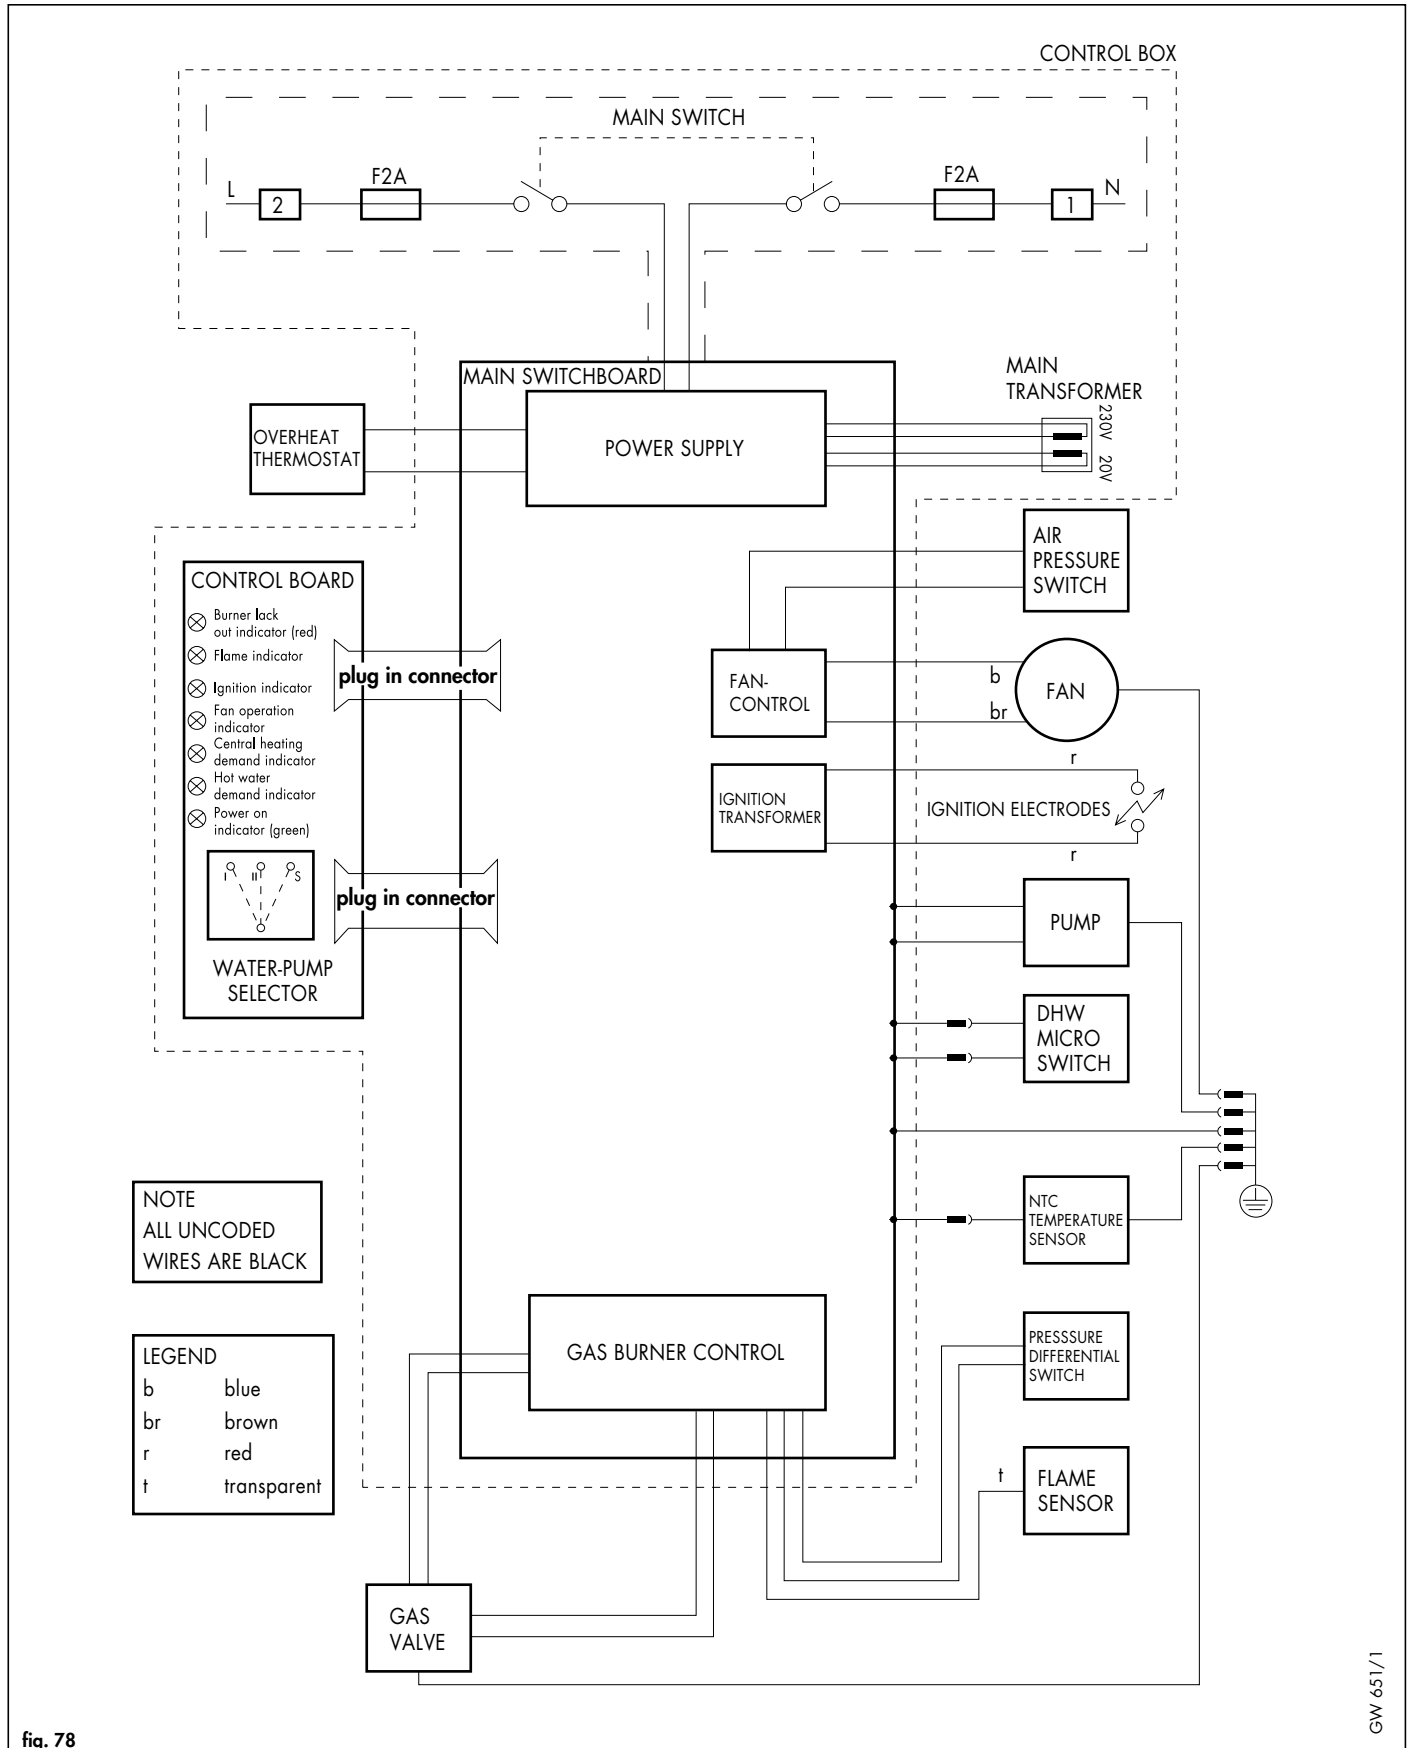 CONTROL BOX
MAIN SWITCH
L
2
F2A
F2A
1
N
MAIN SWITCHBOARD
MAIN
TRANSFORMER
230V
20V
OVERHEAT
THERMOSTAT
POWER SUPPLY
AIR
PRESSURE
SWITCH
CONTROL BOARD
Burner lack
out indicator (red)
Flame indicator
Ignition indicator
Fan operation
indicator
Central heating
demand indicator
Hot water
demand indicator
Power on
indicator (green)
plug in connector
FAN-
CONTROL
b
br
FAN
IGNITION
TRANSFORMER
r
IGNITION ELECTRODES
r
I
II
S
plug in connector
WATER-PUMP
SELECTOR
PUMP
DHW
MICRO
SWITCH
NTC
TEMPERATURE
SENSOR
NOTE
ALL UNCODED
WIRES ARE BLACK
GAS BURNER CONTROL
PRESSSURE
DIFFERENTIAL
SWITCH
LEGEND
b blue
br brown
r red
t transparent
t
FLAME
SENSOR
GAS
VALVE
GW 651/1
fig. 78